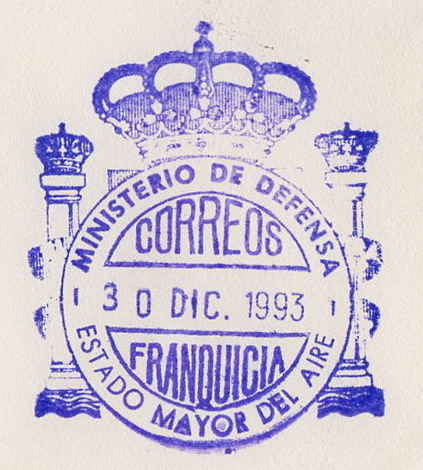 MINISTERIO DE DEFENSA
CORREOS
30 DIC. 1993
FRANQUICIA
ESTADO MAYOR DEL AIRE